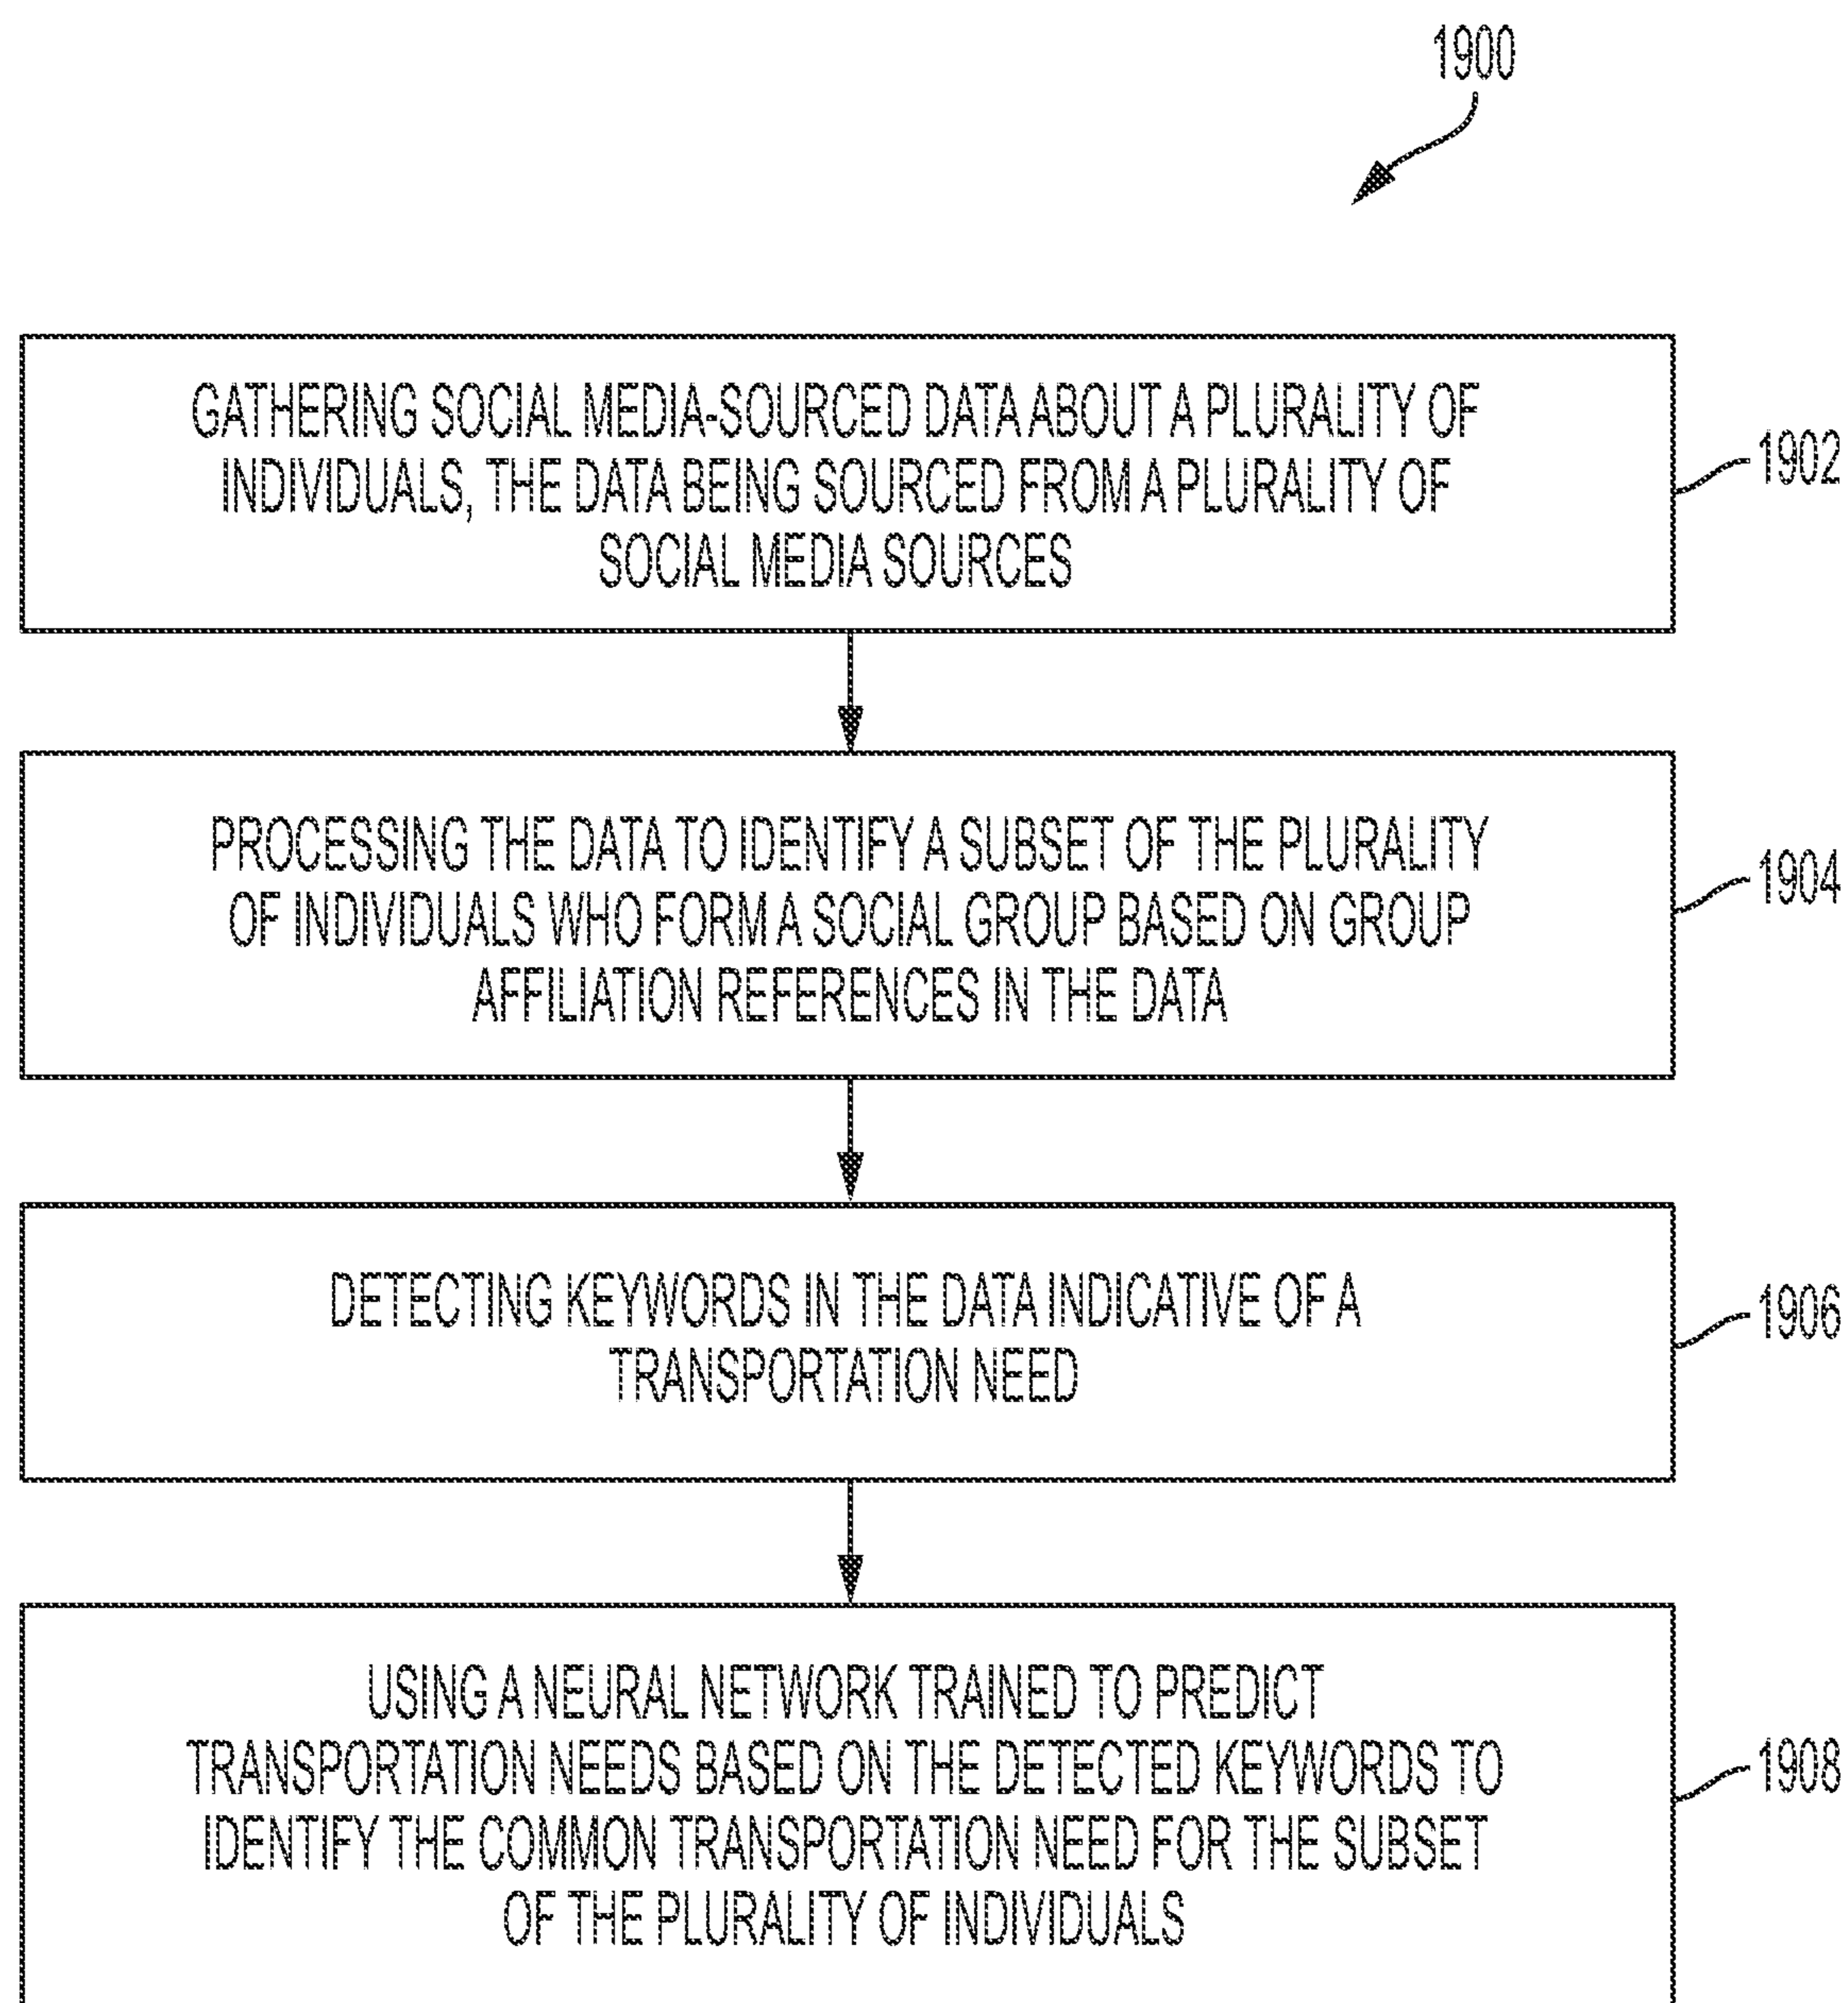 1900
GATHERING SOCIAL MEDIA-SOURCED DATA ABOUT A PLURALITY OF
INDIVIDUALS, THE DATA BEING SOURCED FROM A PLURALITY OF
SOCIAL MEDIA SOURCES
1902
PROCESSING THE DATA TO IDENTIFY A SUBSET OF THE PLURALITY
OF INDIVIDUALS WHO FORM A SOCIAL GROUP BASED ON GROUP
AFFILIATION REFERENCES IN THE DATA
1904
DETECTING KEYWORDS IN THE DATA INDICATIVE OF A
TRANSPORTATION NEED
1906
USING A NEURAL NETWORK TRAINED TO PREDICT
TRANSPORTATION NEEDS BASED ON THE DETECTED KEYWORDS TO
IDENTIFY THE COMMON TRANSPORTATION NEED FOR THE SUBSET
OF THE PLURALITY OF INDIVIDUALS
1908